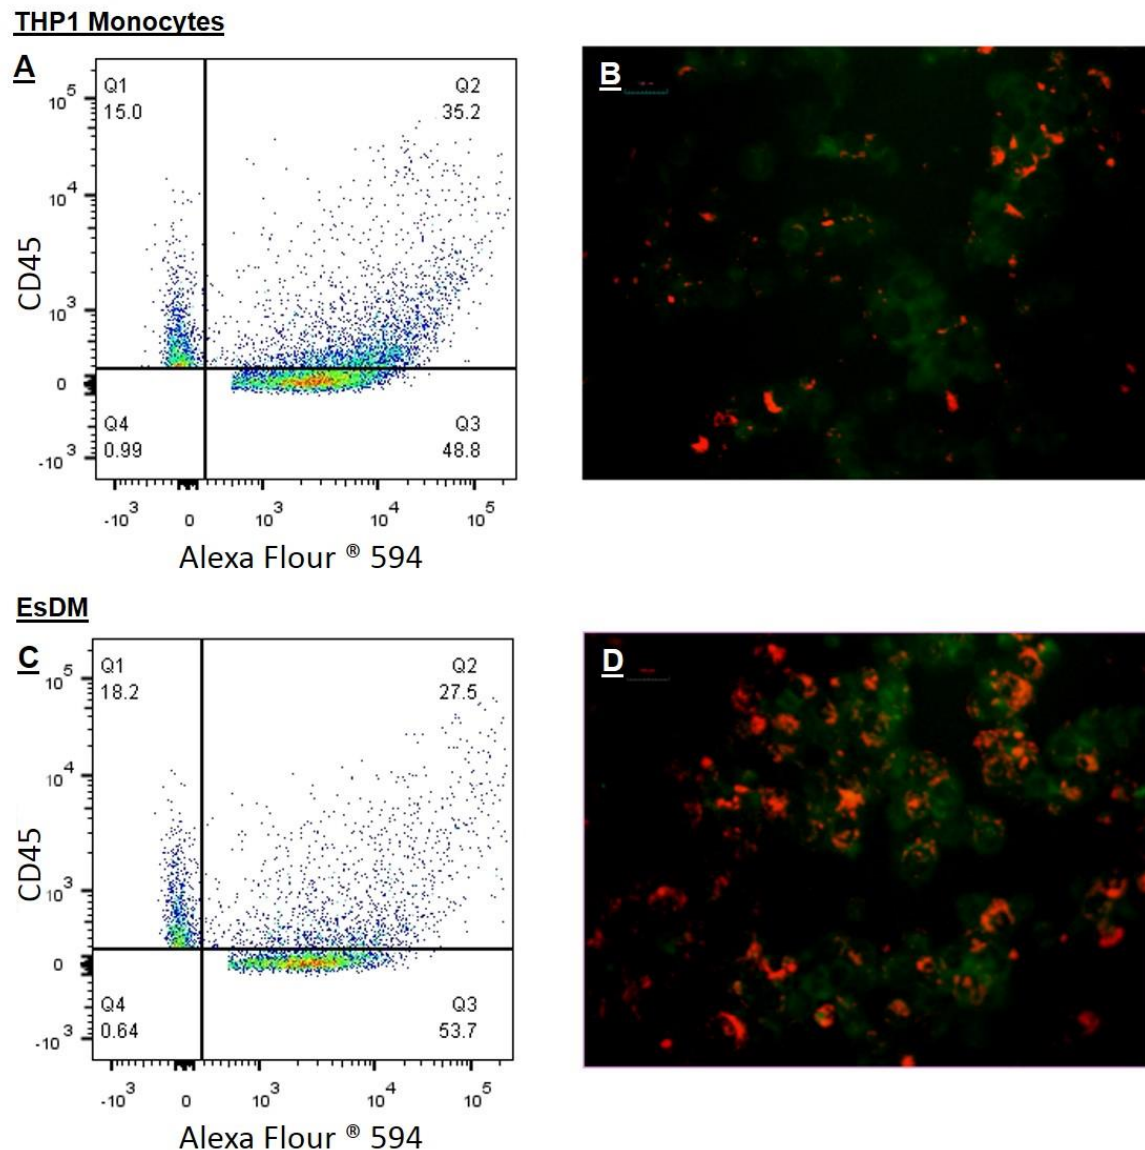 THP1 Monocytes
A
Q1
15.0
Q2
35.2
10^5
10^4
10^3
0
-10^3
CD45
Q4
0.99
Q3
48.8
-10^3
0
10^3
10^4
10^5
Alexa Flour ® 594
B
EsDM
C
Q1
18.2
Q2
27.5
10^5
10^4
10^3
0
-10^3
CD45
Q4
0.64
Q3
53.7
-10^3
0
10^3
10^4
10^5
Alexa Flour ® 594
D